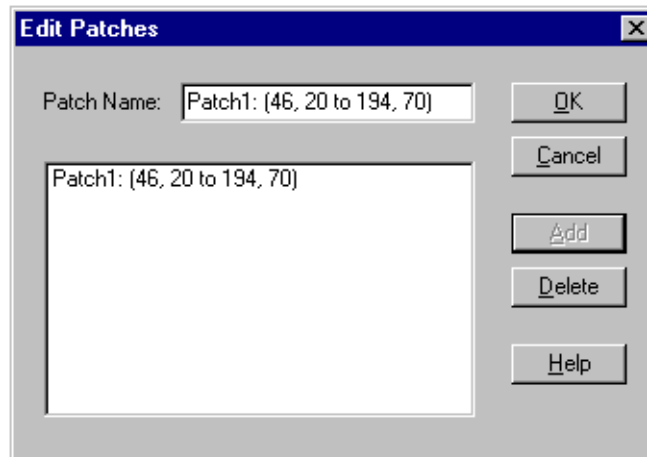 Edit Patches
Patch Name: Patch1: (46, 20 to 194, 70)
OK
Cancel
Patch1: (46, 20 to 194, 70)
Add
Delete
Help